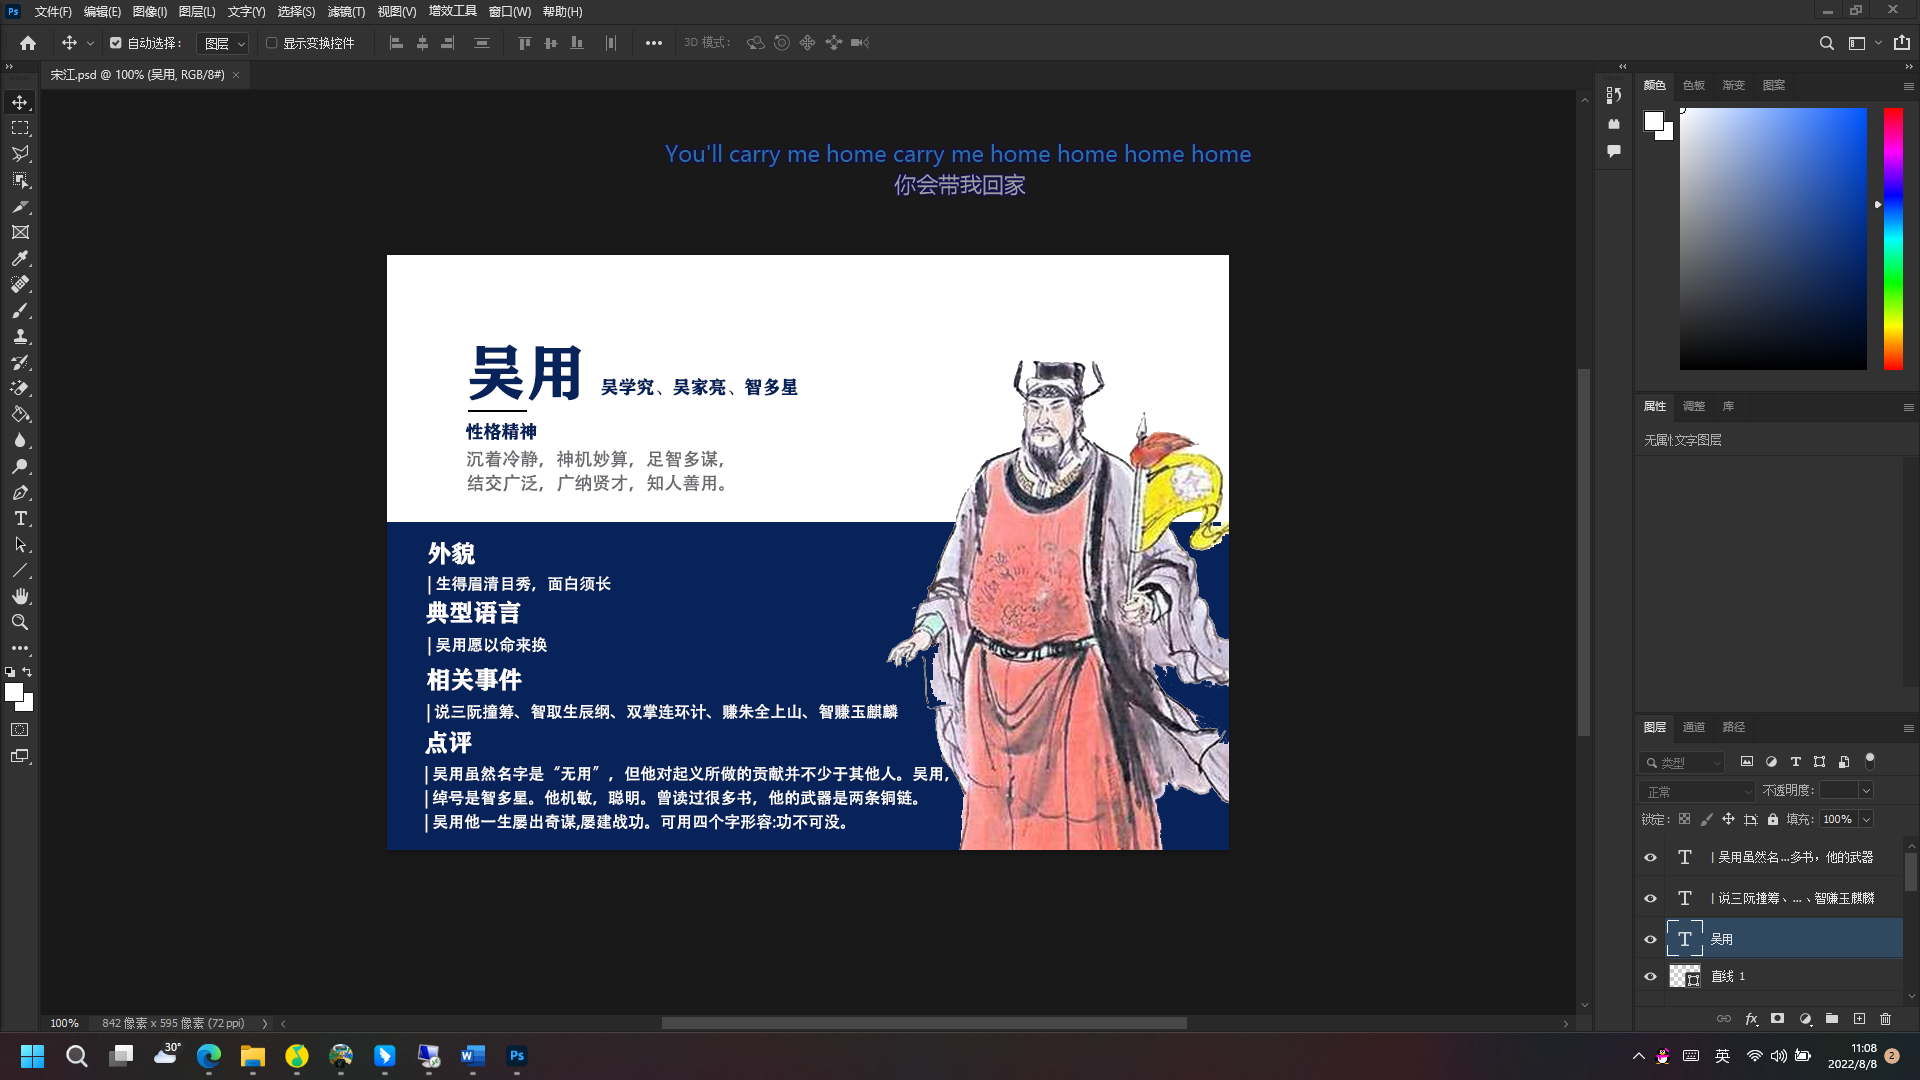 Ps 文件(F) 编辑(E) 图像(I) 图层(L) 文字(Y) 选择(S) 滤镜(T) 视图(V) 增效工具 窗口(W) 帮助(H)
自动选择： 图层 显示变换控件 3D 模式：
宋江.psd @ 100% (吴用, RGB/8#) ×
You'll carry me home carry me home home home home
你会带我回家
吴用 吴学究、吴家亮、智多星
性格精神
沉着冷静，神机妙算，足智多谋，
结交广泛，广纳贤才，知人善用。
外貌
|生得眉清目秀，面白须长
典型语言
|吴用愿以命来换
相关事件
|说三阮撞筹、智取生辰纲、双掌连环计、赚朱仝上山、智赚玉麒麟
点评
|吴用虽然名字是“无用”，但他对起义所做的贡献并不少于其他人。吴用，
|绰号是智多星。他机敏，聪明。曾读过很多书，他的武器是两条铜链。
|吴用他一生屡出奇谋,屡建战功。可用四个字形容:功不可没。
颜色 色板 渐变 图案
属性 调整 库
无属性文字图层
图层 通道 路径
类型
正常 不透明度：
锁定： 填充： 100%
|吴用虽然名...多书，他的武器
|说三阮撞筹、...、智赚玉麒麟
吴用
直线 1
100% 842 像素 x 595 像素 (72 ppi)
30°
英
11:08
2022/8/8
2